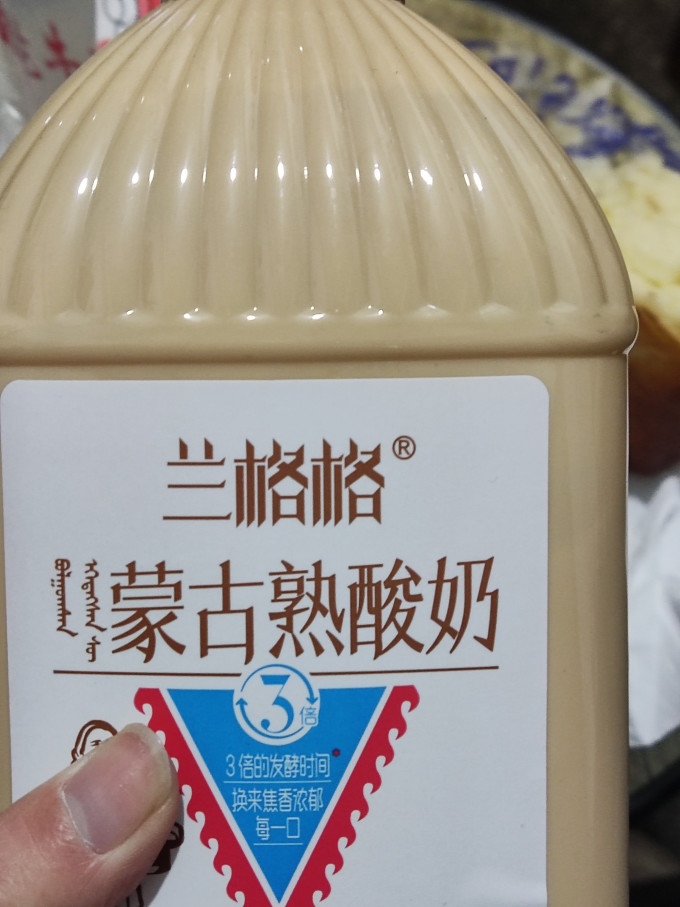 兰格格®
蒙古熟酸奶
3倍
3倍的发酵时间
换来焦香浓郁
每一口